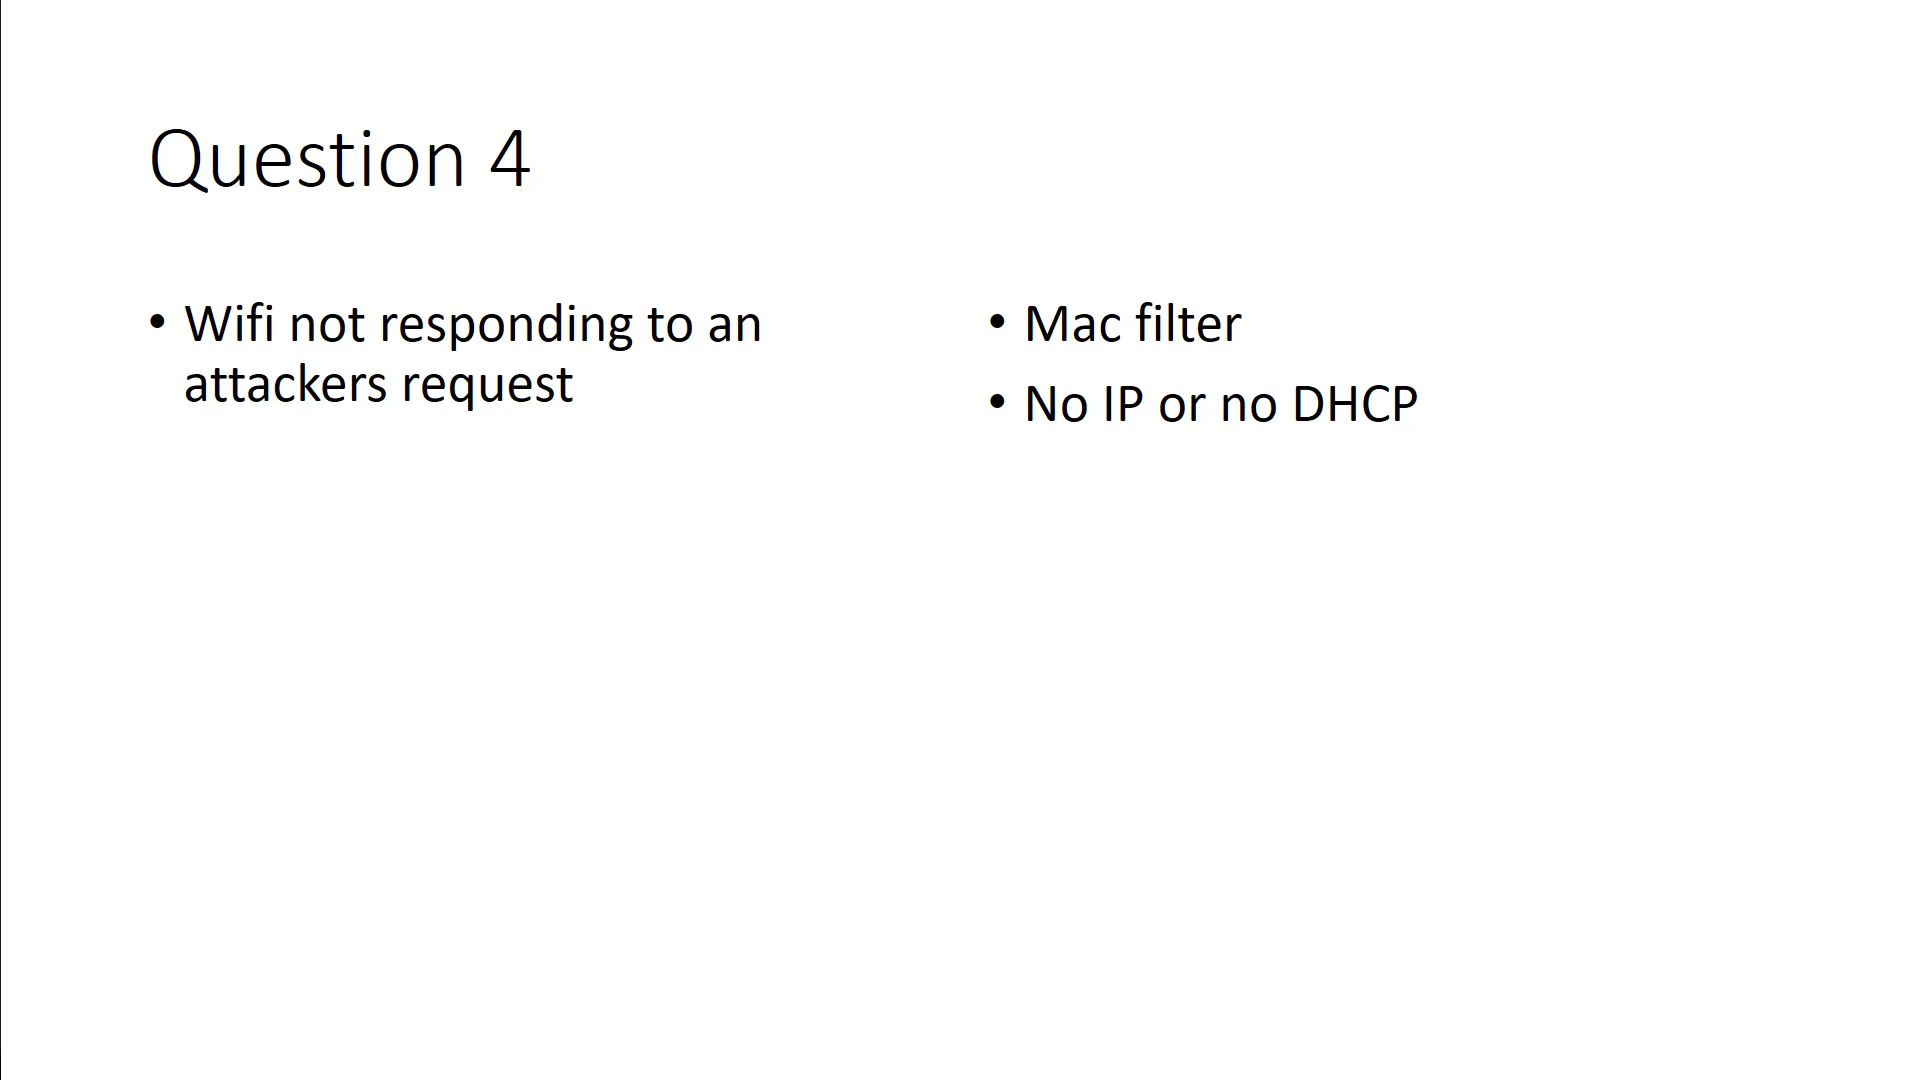 Question 4
• Wifi not responding to an
attackers request
• Mac filter
• No IP or no DHCP